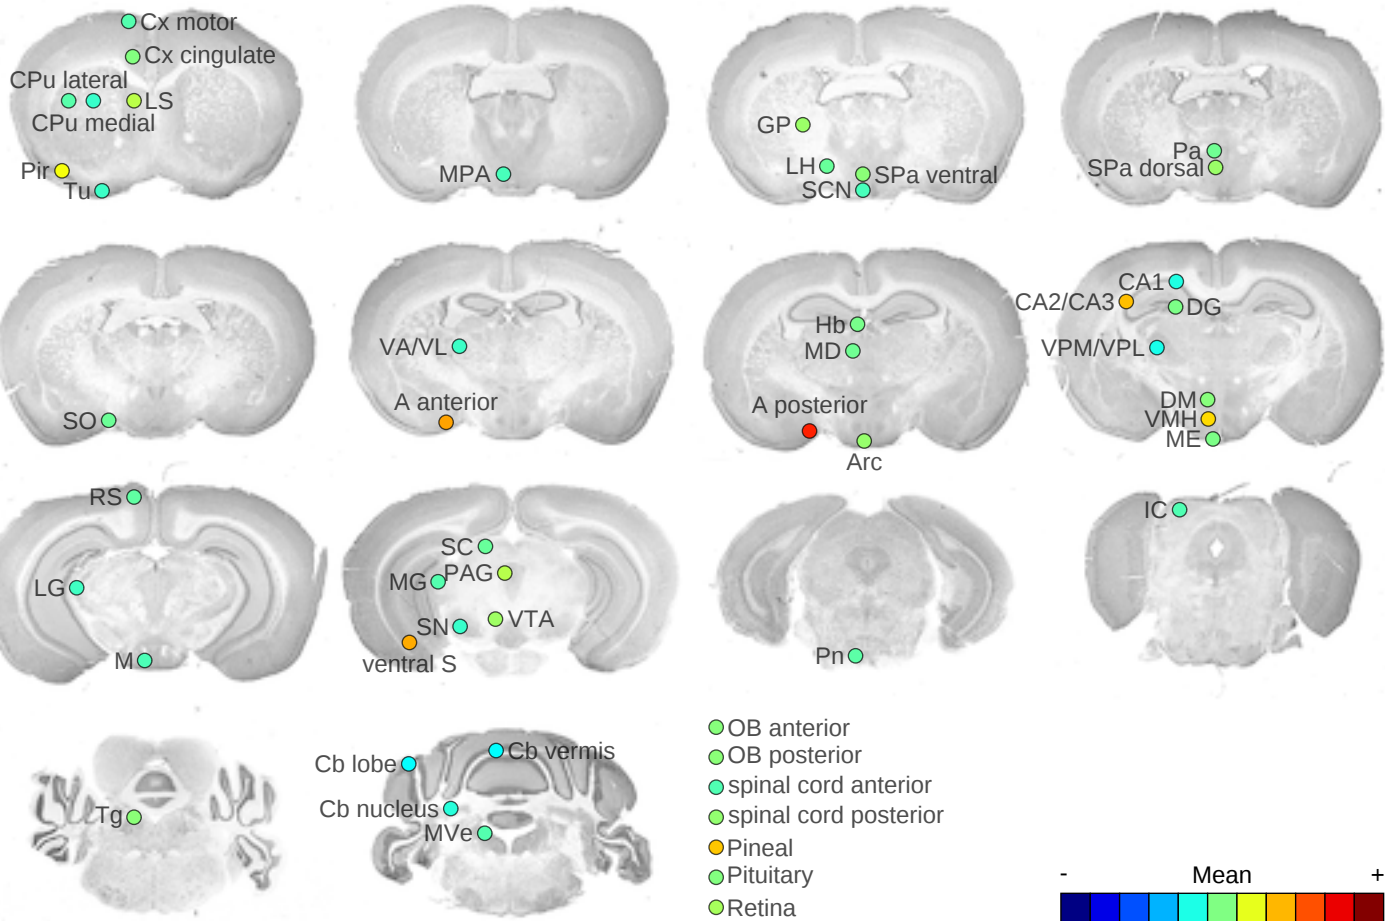 Cx motor
Cx cingulate
CPu lateral
LS
CPu medial
Pir
Tu
MPA
GP
LH
SPa ventral
SCN
Pa
SPa dorsal
SO
VA/VL
A anterior
Hb
MD
A posterior
Arc
CA1
CA2/CA3
DG
VPM/VPL
DM
VMH
ME
RS
LG
M
SC
PAG
MG
VTA
SN
ventral S
Pn
IC
Tg
Cb vermis
Cb lobe
Cb nucleus
MVe
OB anterior
OB posterior
spinal cord anterior
spinal cord posterior
Pineal
Pituitary
Retina
- Mean +